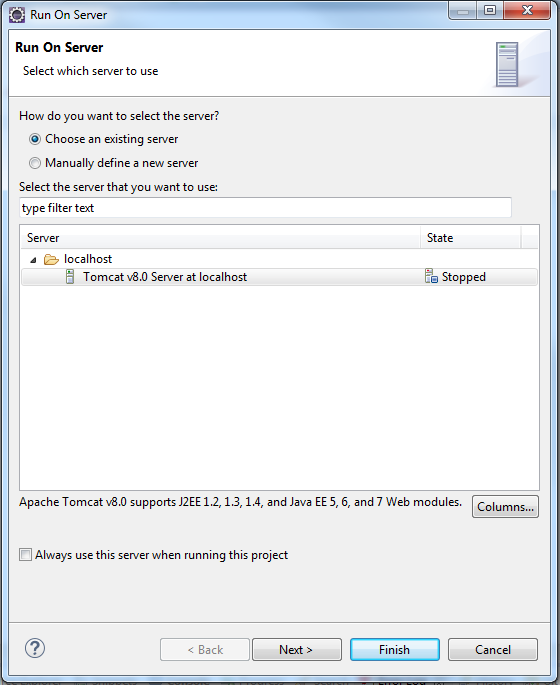 Run On Server
Run On Server
Select which server to use
How do you want to select the server?
Choose an existing server
Manually define a new server
Select the server that you want to use:
type filter text
Server State
localhost
Tomcat v8.0 Server at localhost Stopped
Apache Tomcat v8.0 supports J2EE 1.2, 1.3, 1.4, and Java EE 5, 6, and 7 Web modules.
Columns...
Always use this server when running this project
< Back Next > Finish Cancel